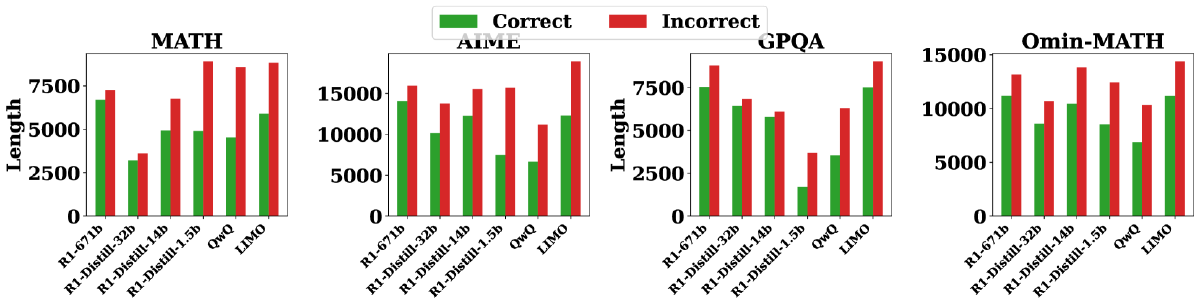 Correct
Incorrect
MATH
AIME
GPQA
Omin-MATH
Length
7500
5000
2500
0
R1-671b
R1-Distill-32b
R1-Distill-14b
R1-Distill-1.5b
QwQ
LIMO
15000
10000
5000
0
R1-671b
R1-Distill-32b
R1-Distill-14b
R1-Distill-1.5b
QwQ
LIMO
Length
7500
5000
2500
0
R1-671b
R1-Distill-32b
R1-Distill-14b
R1-Distill-1.5b
QwQ
LIMO
15000
10000
5000
0
R1-671b
R1-Distill-32b
R1-Distill-14b
R1-Distill-1.5b
QwQ
LIMO